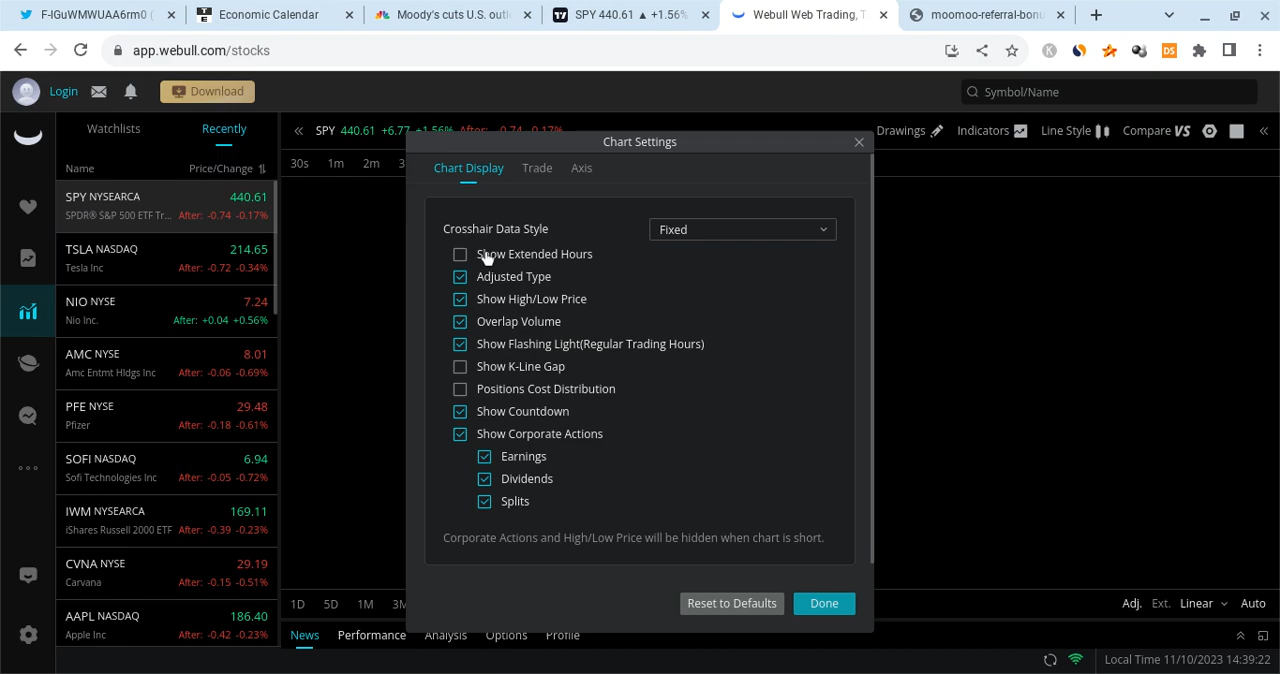 F-IGuWMWUAA6rm0 (
Economic Calendar
Moody's cuts U.S. outl
SPY 440.61 ▲ +1.56%
Webull Web Trading, T
moomoo-referral-bonu
app.webull.com/stocks
Login
Download
Symbol/Name
Watchlists
Recently
SPY 440.61 +6.77 +1.56% After: -0.74 -0.17%
Drawings
Indicators
Line Style
Compare VS
Name
Price/Change
30s 1m 2m 3
Chart Settings
Chart Display
Trade
Axis
SPY NYSEARCA 440.61
SPDR® S&P 500 ETF Tr... After: -0.74 -0.17%
TSLA NASDAQ 214.65
Tesla Inc After: -0.72 -0.34%
NIO NYSE 7.24
Nio Inc. After: +0.04 +0.56%
AMC NYSE 8.01
Amc Entmt Hldgs Inc After: -0.06 -0.69%
PFE NYSE 29.48
Pfizer After: -0.18 -0.61%
SOFI NASDAQ 6.94
Sofi Technologies Inc After: -0.05 -0.72%
IWM NYSEARCA 169.11
iShares Russell 2000 ETF After: -0.39 -0.23%
CVNA NYSE 29.19
Carvana After: -0.15 -0.51%
AAPL NASDAQ 186.40
Apple Inc After: -0.42 -0.23%
Crosshair Data Style
Fixed
Show Extended Hours
Adjusted Type
Show High/Low Price
Overlap Volume
Show Flashing Light(Regular Trading Hours)
Show K-Line Gap
Positions Cost Distribution
Show Countdown
Show Corporate Actions
Earnings
Dividends
Splits
Corporate Actions and High/Low Price will be hidden when chart is short.
Reset to Defaults
Done
1D 5D 1M 3M
Adj. Ext. Linear Auto
News Performance Analysis Options Profile
Local Time 11/10/2023 14:39:22